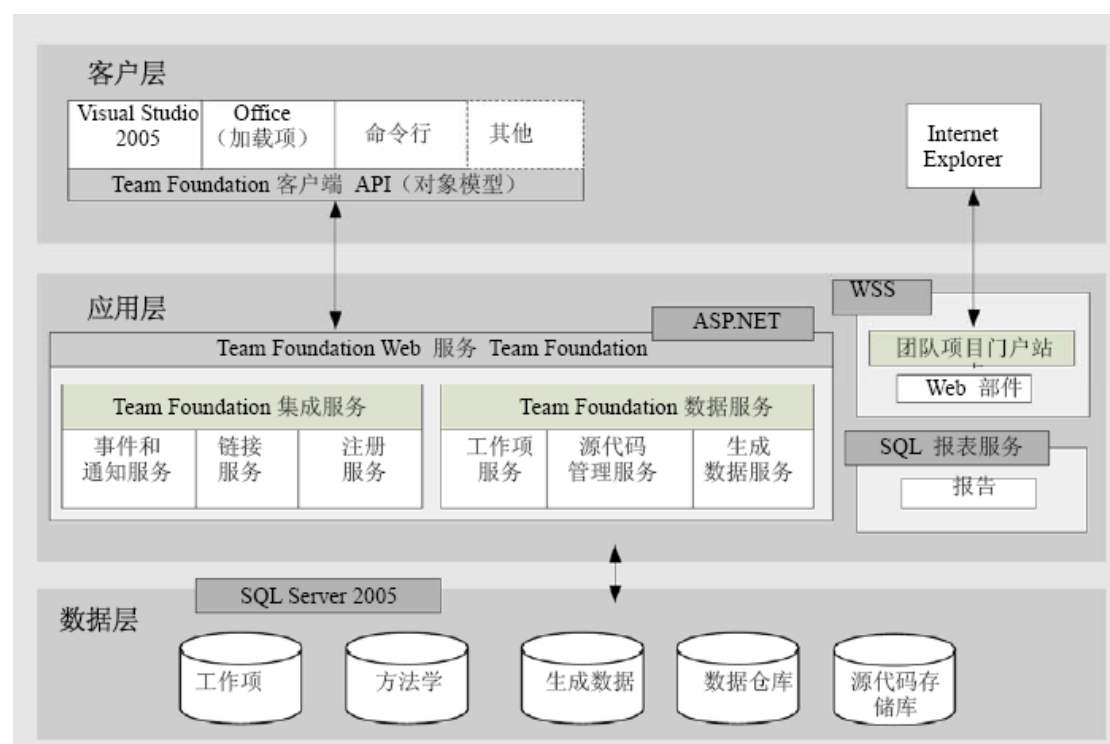 客户层
Visual Studio
2005
Office
（加载项）
命令行
其他
Team Foundation 客户端 API（对象模型）
Internet
Explorer
应用层
ASP.NET
Team Foundation Web 服务 Team Foundation
Team Foundation 集成服务
事件和
通知服务
链接
服务
注册
服务
Team Foundation 数据服务
工作项
服务
源代码
管理服务
生成
数据服务
WSS
团队项目门户站
Web 部件
SQL 报表服务
报告
数据层
SQL Server 2005
工作项
方法学
生成数据
数据仓库
源代码存
储库